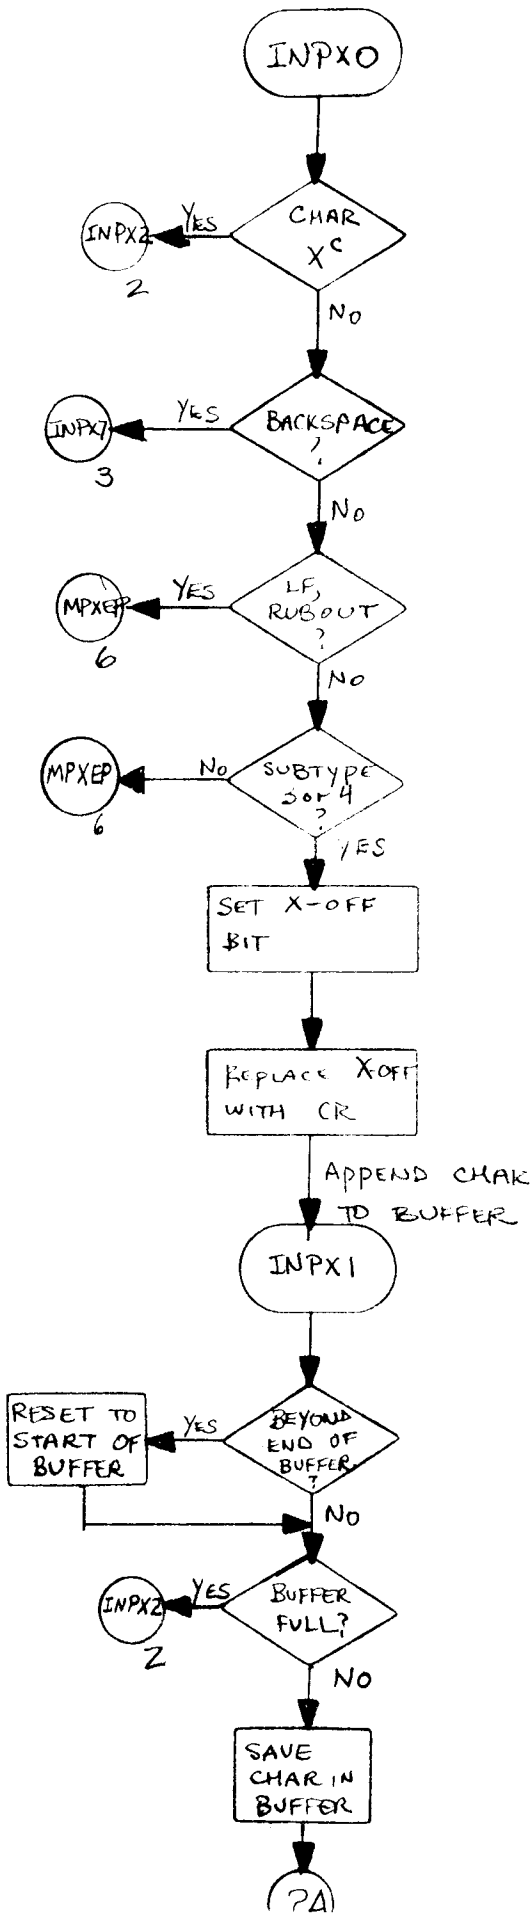 INPX0
CHAR
X^C
YES
INPX2
2
NO
BACKSPACE
?
YES
INPX7
3
NO
LF,
RUBOUT
?
YES
MPXEP
6
NO
SUBTYPE
3 or 4
?
NO
MPXEP
6
YES
SET X-OFF
BIT
REPLACE X-OFF
WITH CR
APPEND CHAR
TO BUFFER
INPX1
BEYOND
END OF
BUFFER
?
YES
RESET TO
START OF
BUFFER
NO
BUFFER
FULL?
YES
INPX2
2
NO
SAVE
CHAR IN
BUFFER